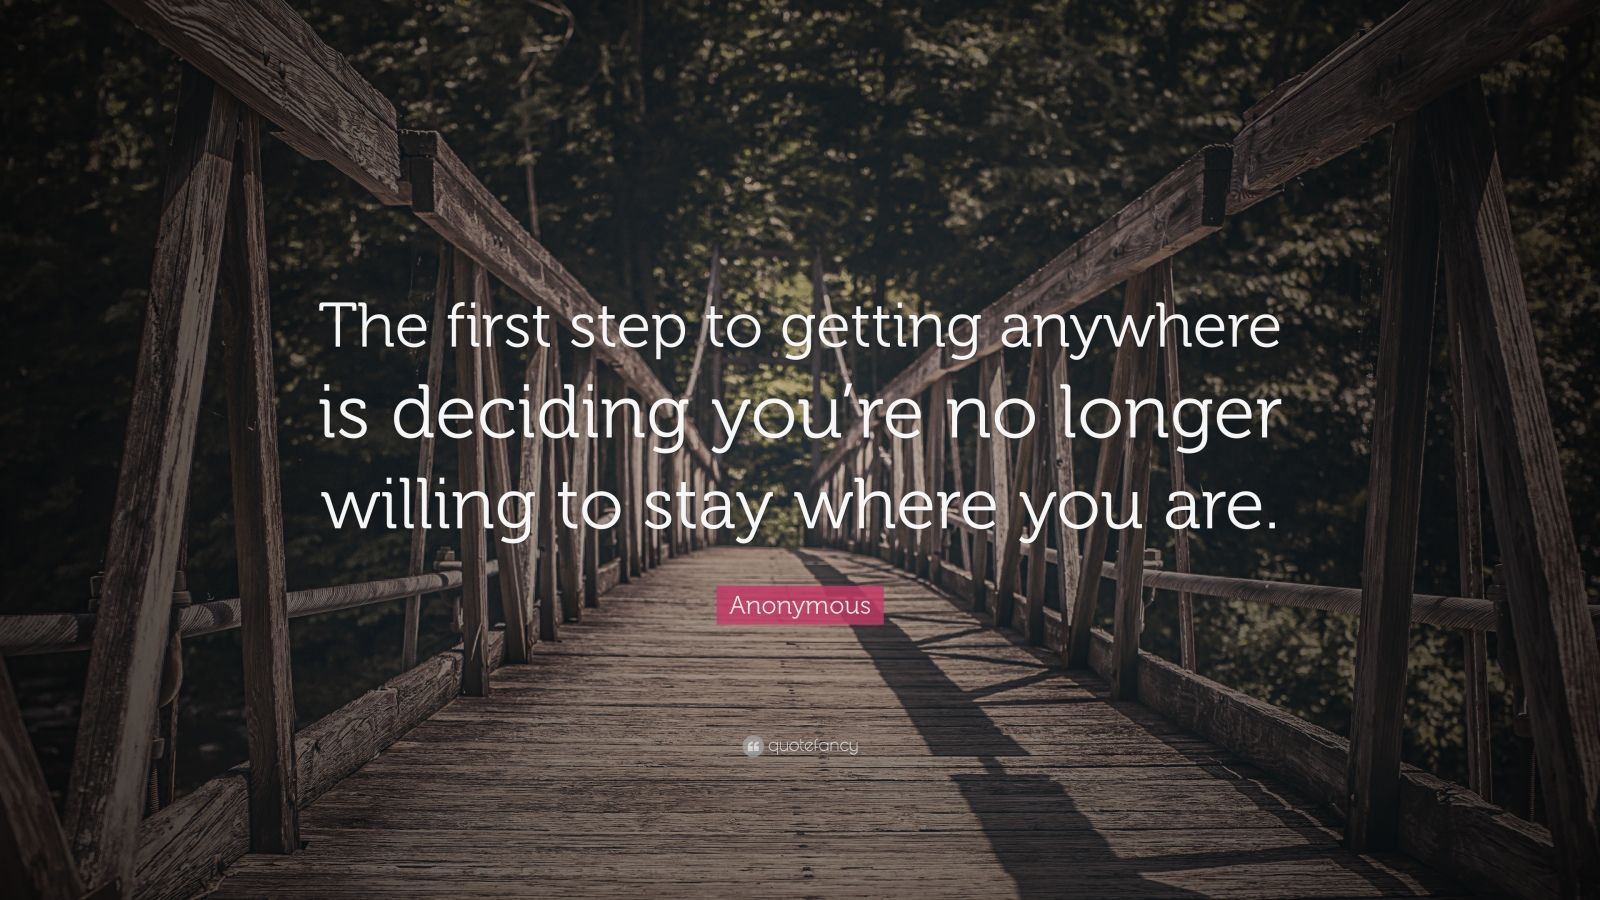 The first step to getting anywhere
is deciding you’re no longer
willing to stay where you are.
Anonymous
quotefancy